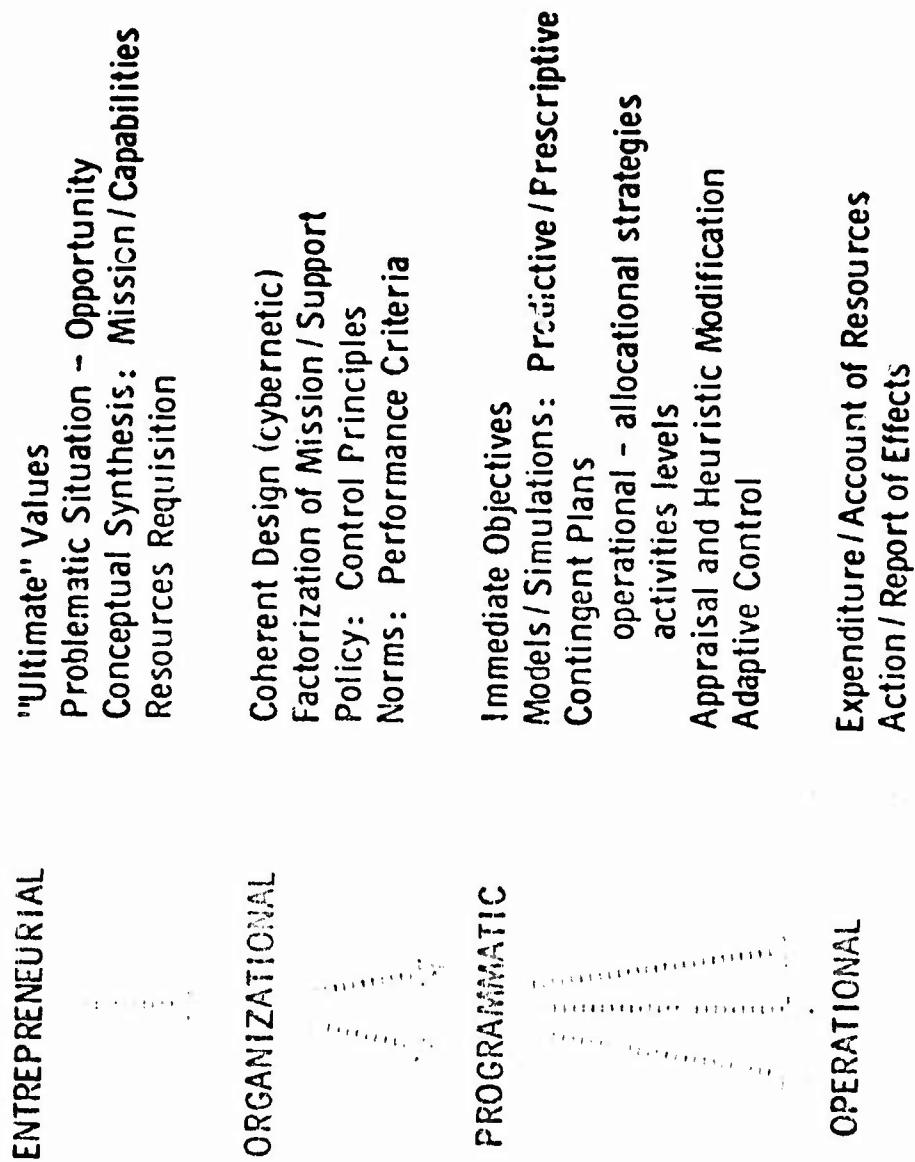 ENTREPRENEURIAL
"Ultimate" Values
Problematic Situation – Opportunity
Conceptual Synthesis: Mission/Capabilities
Resources Requisition
ORGANIZATIONAL
Coherent Design (cybernetic)
Factorization of Mission/Support
Policy: Control Principles
Norms: Performance Criteria
PROGRAMMATIC
Immediate Objectives
Models/Simulations: Predictive/Prescriptive
Contingent Plans
operational – allocational strategies
activities levels
Appraisal and Heuristic Modification
Adaptive Control
OPERATIONAL
Expenditure/Account of Resources
Action/Report of Effects